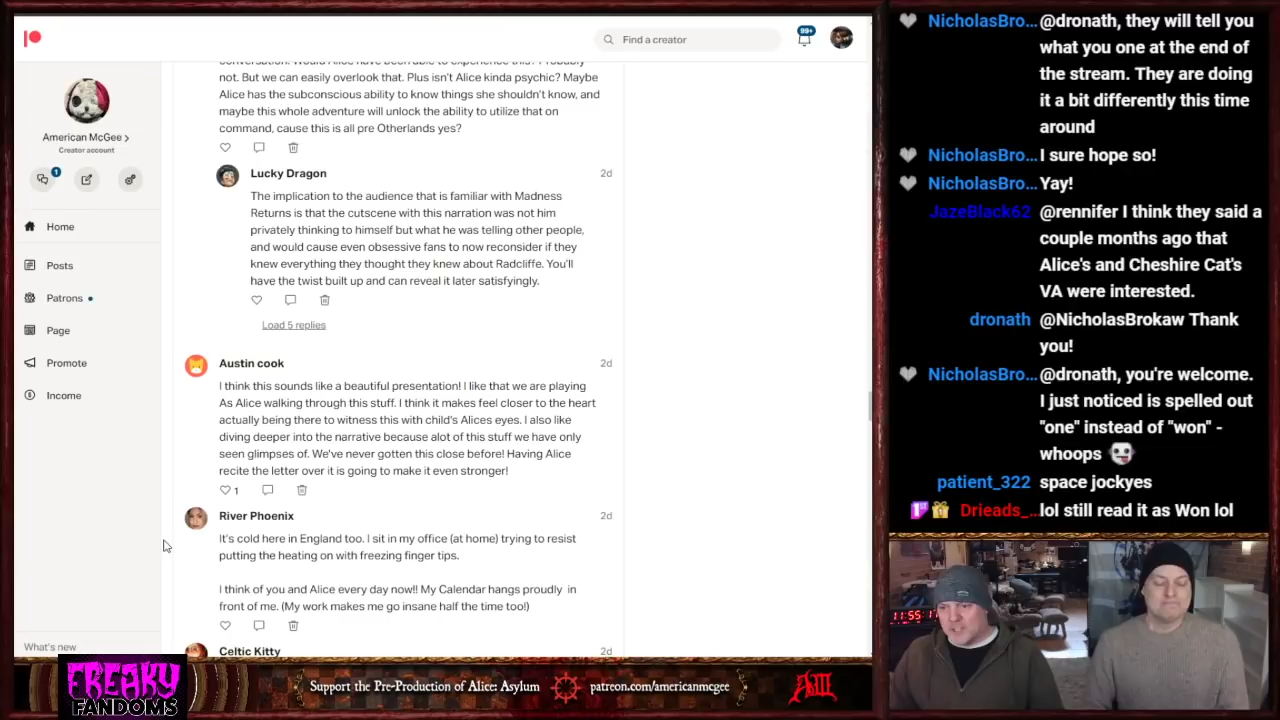 Find a creator
99+
American McGee
Creator account
1
Home
Posts
Patrons
Page
Promote
Income
What's new
conversation. Would Alice have been able to experience this? Probably
not. But we can easily overlook that. Plus isn't Alice kinda psychic? Maybe
Alice has the subconscious ability to know things she shouldn't know, and
maybe this whole adventure will unlock the ability to utilize that on
command, cause this is all pre Otherlands yes?
Lucky Dragon
2d
The implication to the audience that is familiar with Madness
Returns is that the cutscene with this narration was not him
privately thinking to himself but what he was telling other people,
and would cause even obsessive fans to now reconsider if they
knew everything they thought they knew about Radcliffe. You'll
have the twist built up and can reveal it later satisfyingly.
Load 5 replies
Austin cook
2d
I think this sounds like a beautiful presentation! I like that we are playing
As Alice walking through this stuff. I think it makes feel closer to the heart
actually being there to witness this with child's Alices eyes. I also like
diving deeper into the narrative because alot of this stuff we have only
seen glimpses of. We've never gotten this close before! Having Alice
recite the letter over it is going to make it even stronger!
1
River Phoenix
2d
It's cold here in England too. I sit in my office (at home) trying to resist
putting the heating on with freezing finger tips.
I think of you and Alice every day now!! My Calendar hangs proudly in
front of me. (My work makes me go insane half the time too!)
Celtic Kitty
2d
NicholasBro... @dronath, they will tell you
what you one at the end of
the stream. They are doing
it a bit differently this time
around
NicholasBro... I sure hope so!
NicholasBro... Yay!
JazeBlack62 @rennifer I think they said a
couple months ago that
Alice's and Cheshire Cat's
VA were interested.
dronath @NicholasBrokaw Thank
you!
NicholasBro... @dronath, you're welcome.
I just noticed is spelled out
"one" instead of "won" -
whoops
patient_322 space jockyes
Drieads_... lol still read it as Won lol
FREAKY
FANDOMS
Support the Pre-Production of Alice: Asylum
patreon.com/americanmcgee